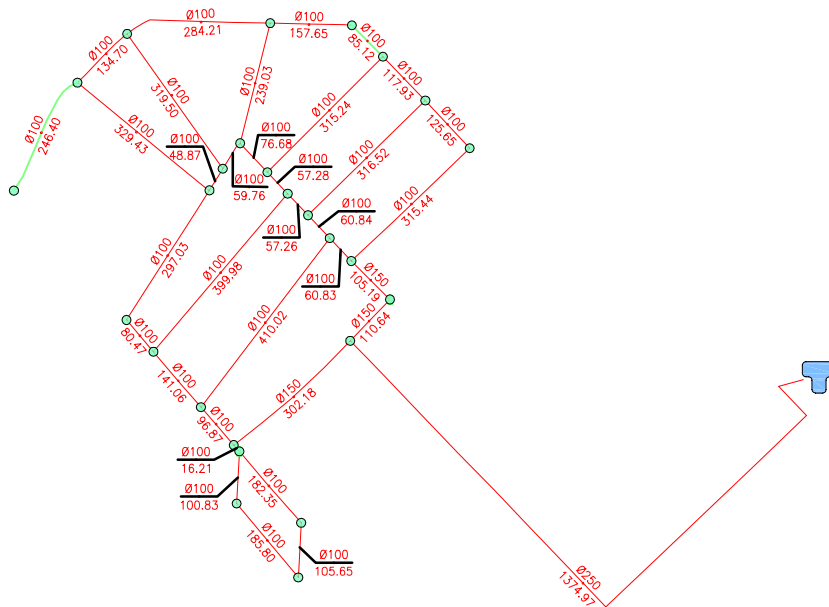 Ø100
284.21
Ø100
157.65
Ø100
85.12
Ø100
134.70
Ø100
117.93
Ø100
319.50
Ø100
239.03
Ø100
315.24
Ø100
125.65
Ø100
246.40
Ø100
329.43
Ø100
48.87
Ø100
76.68
Ø100
59.76
Ø100
57.28
Ø100
316.52
Ø100
315.44
Ø100
60.84
Ø100
57.26
Ø100
297.03
Ø100
399.98
Ø100
60.83
Ø150
105.19
Ø150
110.64
Ø100
80.47
Ø100
410.02
Ø100
141.06
Ø150
302.18
Ø100
96.87
Ø100
16.21
Ø100
100.83
Ø100
182.35
Ø100
185.80
Ø100
105.65
Ø250
1374.97